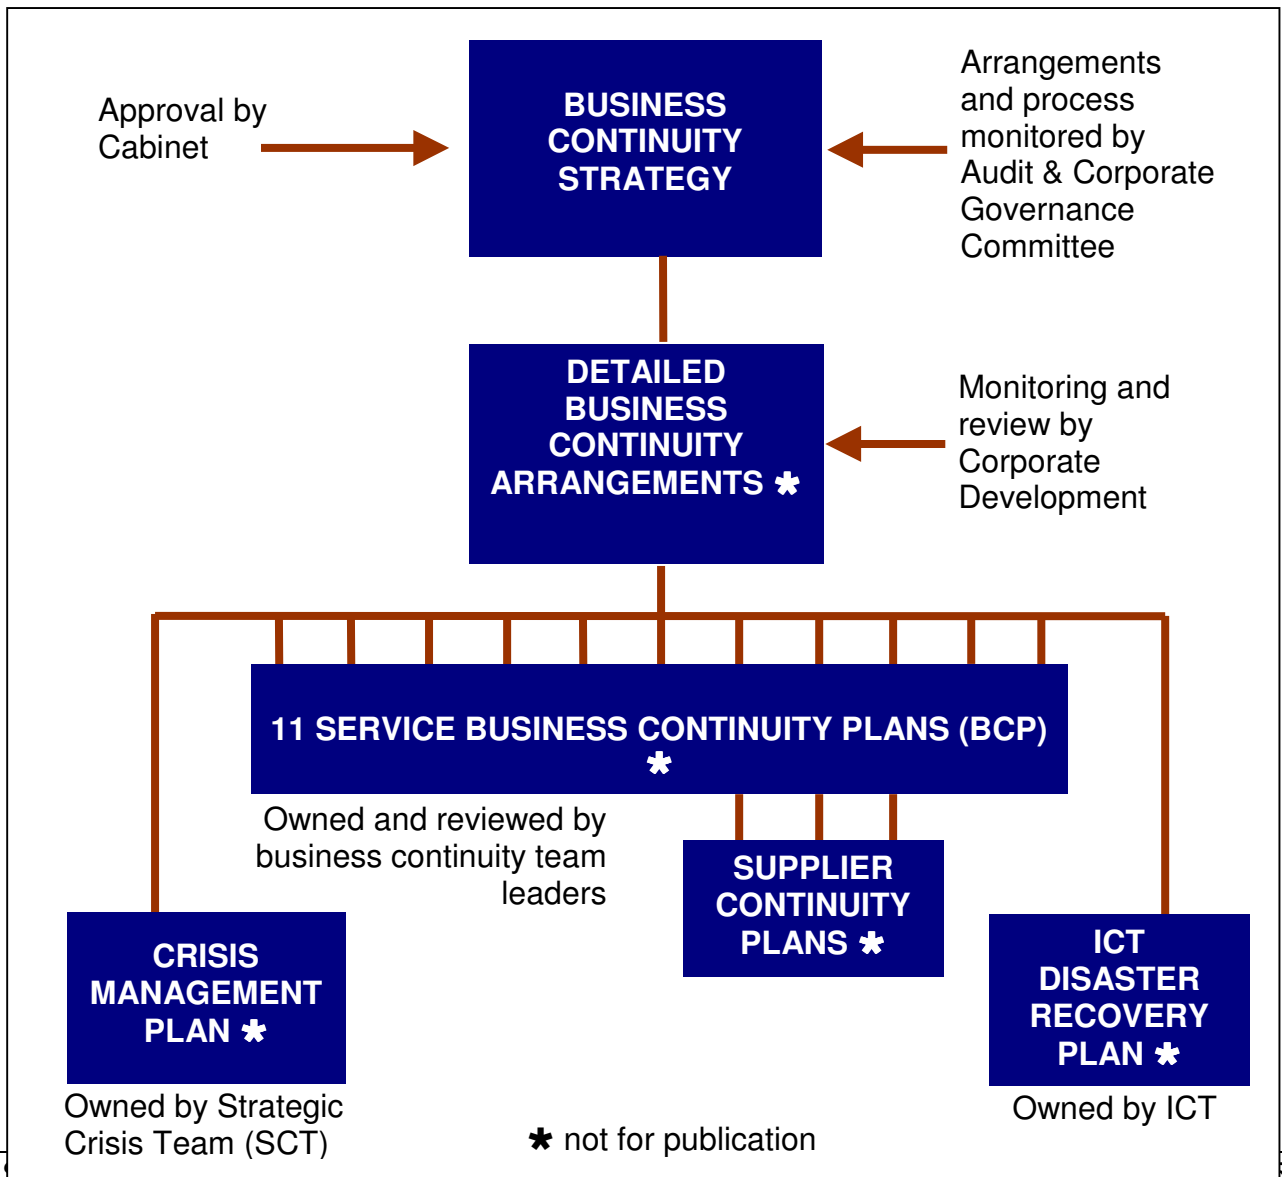 Approval by
Cabinet
BUSINESS
CONTINUITY
STRATEGY
Arrangements
and process
monitored by
Audit & Corporate
Governance
Committee
DETAILED
BUSINESS
CONTINUITY
ARRANGEMENTS *
Monitoring and
review by
Corporate
Development
11 SERVICE BUSINESS CONTINUITY PLANS (BCP)
*
Owned and reviewed by
business continuity team
leaders
SUPPLIER
CONTINUITY
PLANS *
CRISIS
MANAGEMENT
PLAN *
ICT
DISASTER
RECOVERY
PLAN *
Owned by Strategic
Crisis Team (SCT)
Owned by ICT
* not for publication